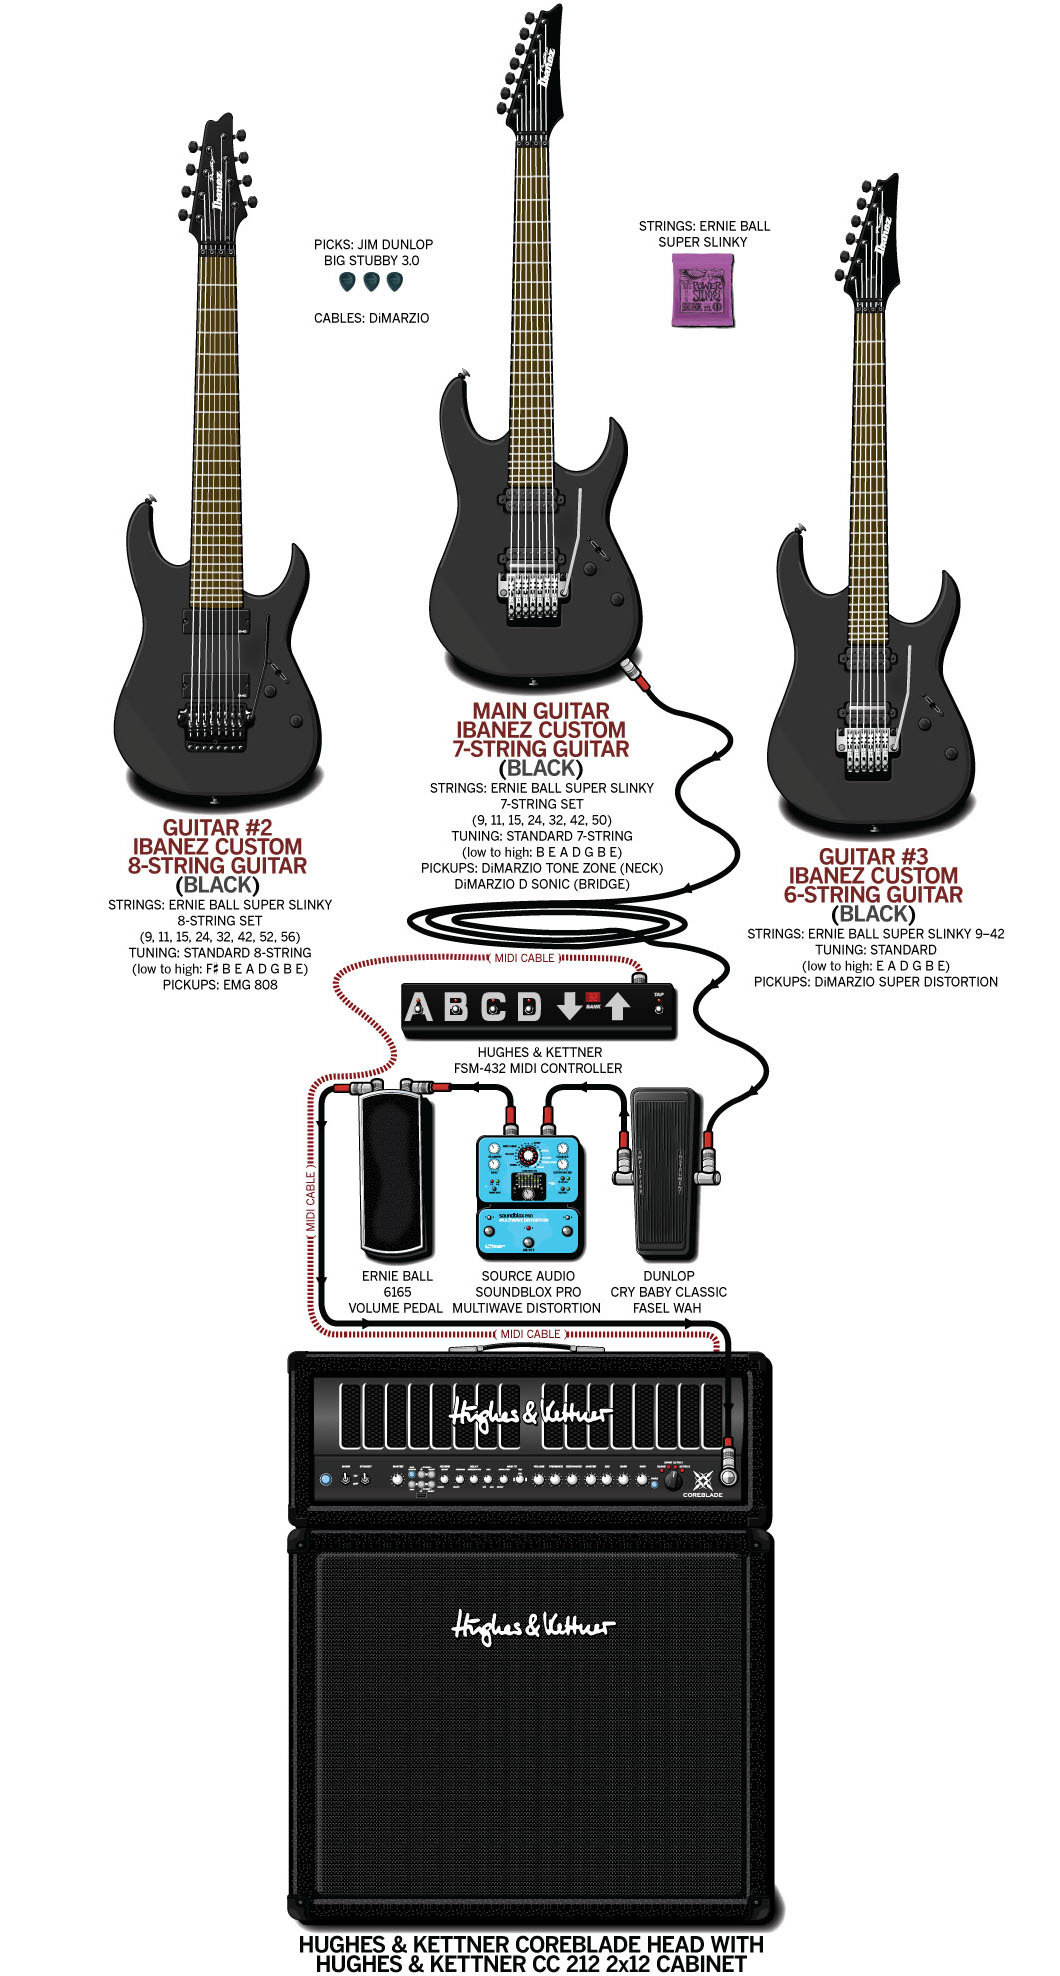 Ibanez
Ibanez
Ibanez
PICKS: JIM DUNLOP
BIG STUBBY 3.0
CABLES: DiMARZIO
STRINGS: ERNIE BALL
SUPER SLINKY
POWER
SLINKY
MAIN GUITAR
IBANEZ CUSTOM
7-STRING GUITAR
(BLACK)
STRINGS: ERNIE BALL SUPER SLINKY
7-STRING SET
(9, 11, 15, 24, 32, 42, 50)
TUNING: STANDARD 7-STRING
(low to high: B E A D G B E)
PICKUPS: DiMARZIO TONE ZONE (NECK)
DiMARZIO D SONIC (BRIDGE)
GUITAR #2
IBANEZ CUSTOM
8-STRING GUITAR
(BLACK)
STRINGS: ERNIE BALL SUPER SLINKY
8-STRING SET
(9, 11, 15, 24, 32, 42, 52, 56)
TUNING: STANDARD 8-STRING
(low to high: F♯ B E A D G B E)
PICKUPS: EMG 808
GUITAR #3
IBANEZ CUSTOM
6-STRING GUITAR
(BLACK)
STRINGS: ERNIE BALL SUPER SLINKY 9–42
TUNING: STANDARD
(low to high: E A D G B E)
PICKUPS: DiMARZIO SUPER DISTORTION
( MIDI CABLE )
A B C D BANK TAP
HUGHES & KETTNER
FSM-432 MIDI CONTROLLER
( MIDI CABLE )
soundblox PRO
MULTIWAVE DISTORTION
ERNIE BALL
6165
VOLUME PEDAL
SOURCE AUDIO
SOUNDBLOX PRO
MULTIWAVE DISTORTION
DUNLOP
CRY BABY CLASSIC
FASEL WAH
( MIDI CABLE )
Hughes & Kettner
COREBLADE
Hughes & Kettner
HUGHES & KETTNER COREBLADE HEAD WITH
HUGHES & KETTNER CC 212 2x12 CABINET